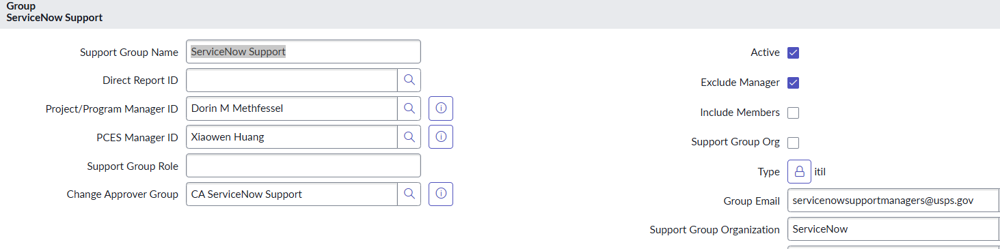 Group
ServiceNow Support
Support Group Name ServiceNow Support
Direct Report ID
Project/Program Manager ID Dorin M Methfessel
PCES Manager ID Xiaowen Huang
Support Group Role
Change Approver Group CA ServiceNow Support
Active
Exclude Manager
Include Members
Support Group Org
Type itil
Group Email servicenowsupportmanagers@usps.gov
Support Group Organization ServiceNow